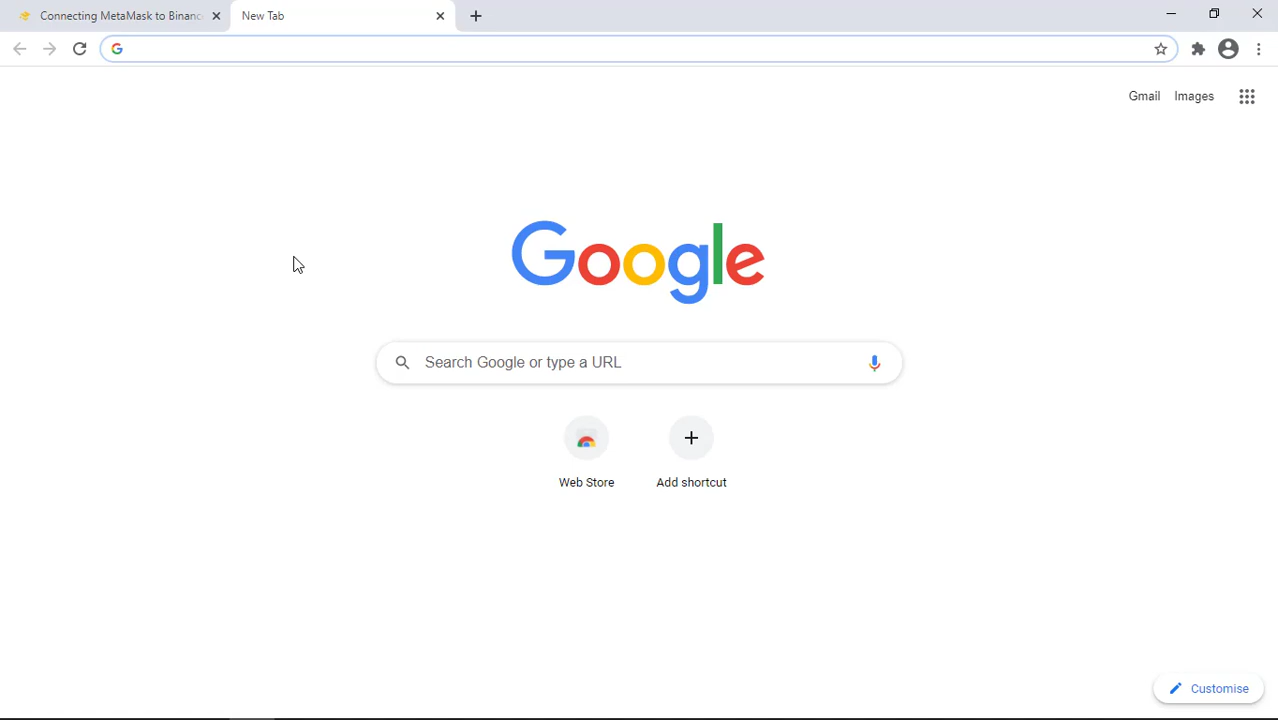 Connecting MetaMask to Binanc
New Tab
Gmail
Images
Google
Search Google or type a URL
Web Store
Add shortcut
Customise